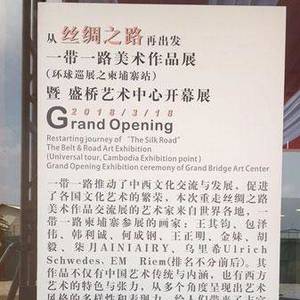 从丝绸之路再出发
一带一路美术作品展
（环球巡展之柬埔寨站）
暨 盛桥艺术中心开幕展
2018/3/18
Grand Opening
Restarting journey of "The Silk Road"
The Belt & Road Art Exhibition
(Universal tour, Cambodia Exhibition point)
Grand Opening Exhibition ceremony of Grand Bridge Art Center
一带一路推动了中西文化交流与发展，促进
了各国文化艺术的繁荣，本次重走丝绸之路
美术作品交流展的艺术家来自世界各地，一
带一路柬埔寨参展的画家：王其钧、包泽
伟、韩利诚、何成钢、王正明、金妹、胡
毅、柒月AINIAIRY、乌里希Ulrich
Schwedes、EM Riem(排名不分前后)。其
作品不仅有中国艺术传统与内涵，也有西方
艺术的特色与张力，从多个角度呈现出艺术